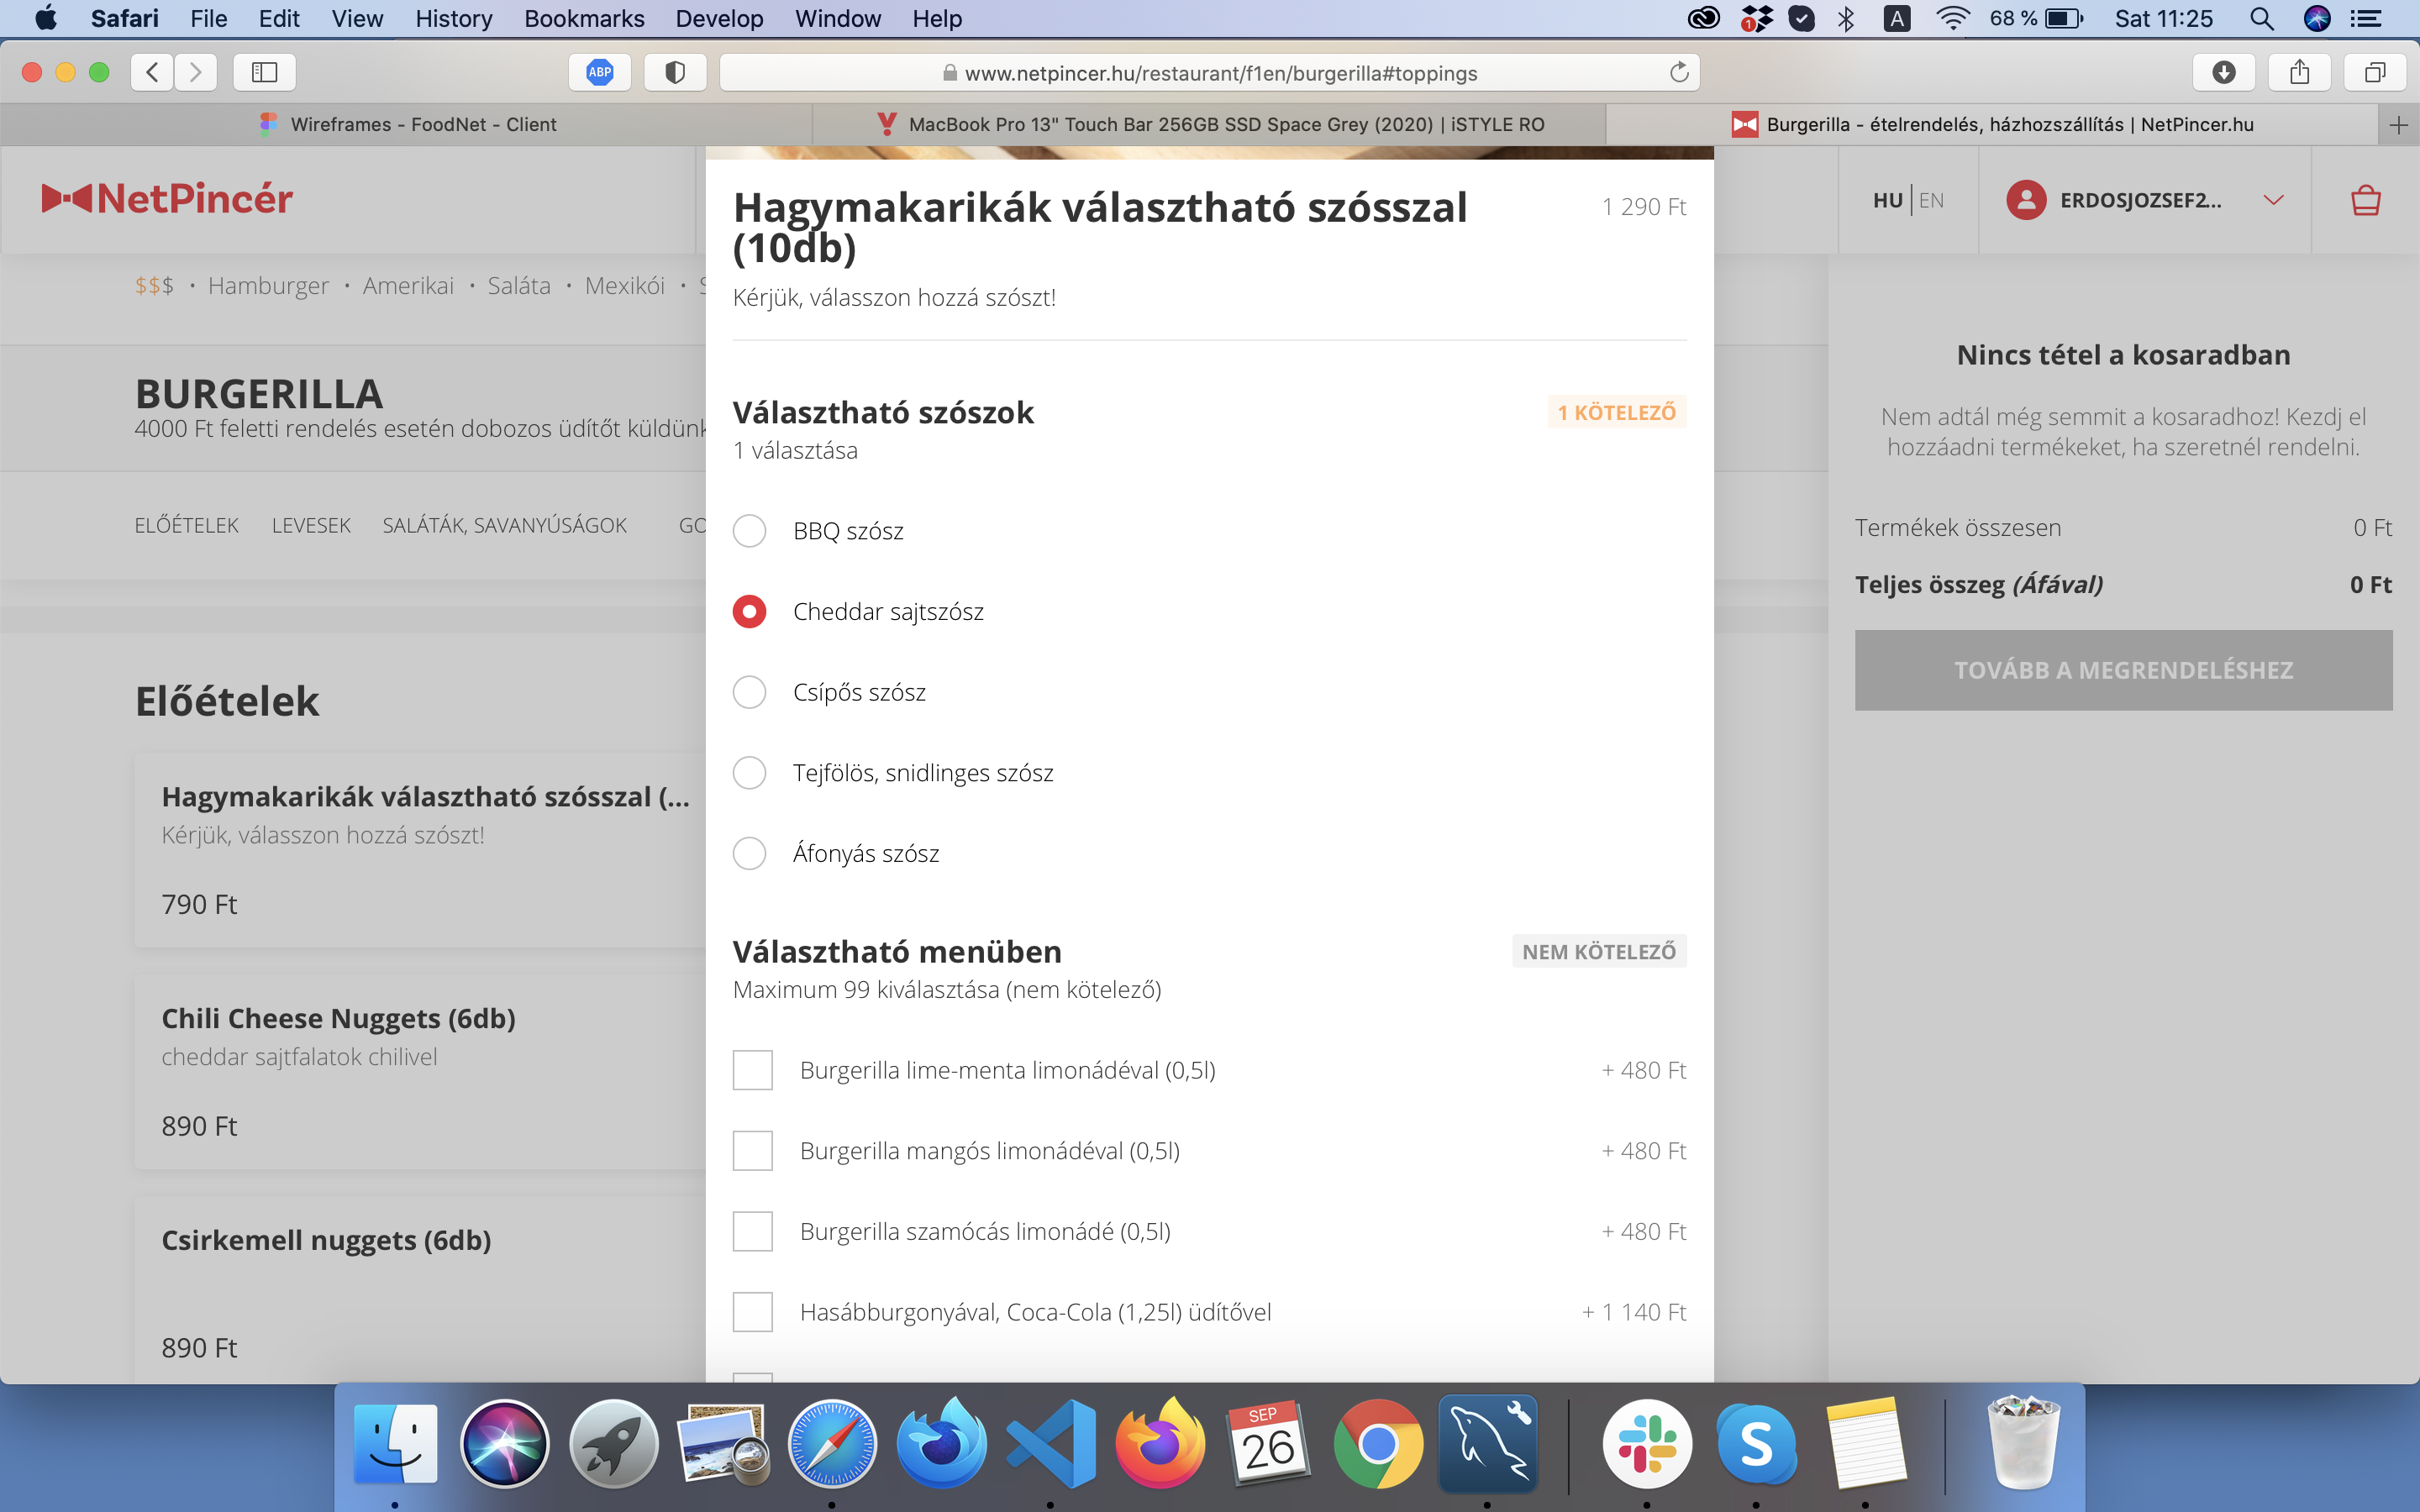 Safari File Edit View History Bookmarks Develop Window Help
1 A 68 % Sat 11:25
ABP www.netpincer.hu/restaurant/f1en/burgerilla#toppings
Wireframes - FoodNet - Client
MacBook Pro 13" Touch Bar 256GB SSD Space Grey (2020) | iSTYLE RO
Burgerilla - ételrendelés, házhozszállítás | NetPincer.hu
NetPincér
HU | EN
ERDOSJOZSEF2...
$$$ • Hamburger • Amerikai • Saláta • Mexikói • S
BURGERILLA
4000 Ft feletti rendelés esetén dobozos üdítőt küldünk
ELŐÉTELEK LEVESEK SALÁTÁK, SAVANYÚSÁGOK GO
Előételek
Hagymakarikák választható szósszal (...
Kérjük, válasszon hozzá szószt!
790 Ft
Chili Cheese Nuggets (6db)
cheddar sajtfalatok chilivel
890 Ft
Csirkemell nuggets (6db)
890 Ft
Hagymakarikák választható szósszal
(10db)
1 290 Ft
Kérjük, válasszon hozzá szószt!
Választható szószok
1 KÖTELEZŐ
1 választása
BBQ szósz
Cheddar sajtszósz
Csípős szósz
Tejfölös, snidlinges szósz
Áfonyás szósz
Választható menüben
NEM KÖTELEZŐ
Maximum 99 kiválasztása (nem kötelező)
Burgerilla lime-menta limonádéval (0,5l) + 480 Ft
Burgerilla mangós limonádéval (0,5l) + 480 Ft
Burgerilla szamócás limonádé (0,5l) + 480 Ft
Hasábburgonyával, Coca-Cola (1,25l) üdítővel + 1 140 Ft
Nincs tétel a kosaradban
Nem adtál még semmit a kosaradhoz! Kezdj el
hozzáadni termékeket, ha szeretnél rendelni.
Termékek összesen 0 Ft
Teljes összeg (Áfával) 0 Ft
TOVÁBB A MEGRENDELÉSHEZ
SEP
26
S